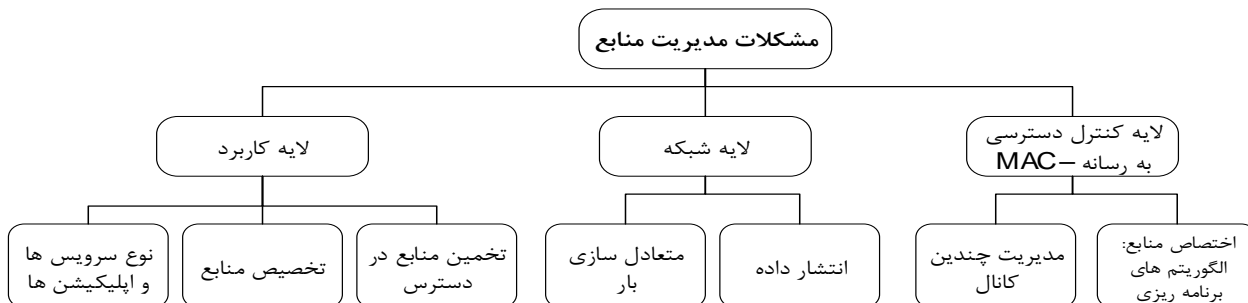 مشکلات مدیریت منابع
لایه کنترل دسترسی
به رسانه –MAC
لایه شبکه
لایه کاربرد
اختصاص منابع:
الگوریتم های
برنامه ریزی
مدیریت چندین
کانال
انتشار داده
متعادل سازی
بار
تخمین منابع در
دسترس
تخصیص منابع
نوع سرویس ها
و اپلیکیشن ها